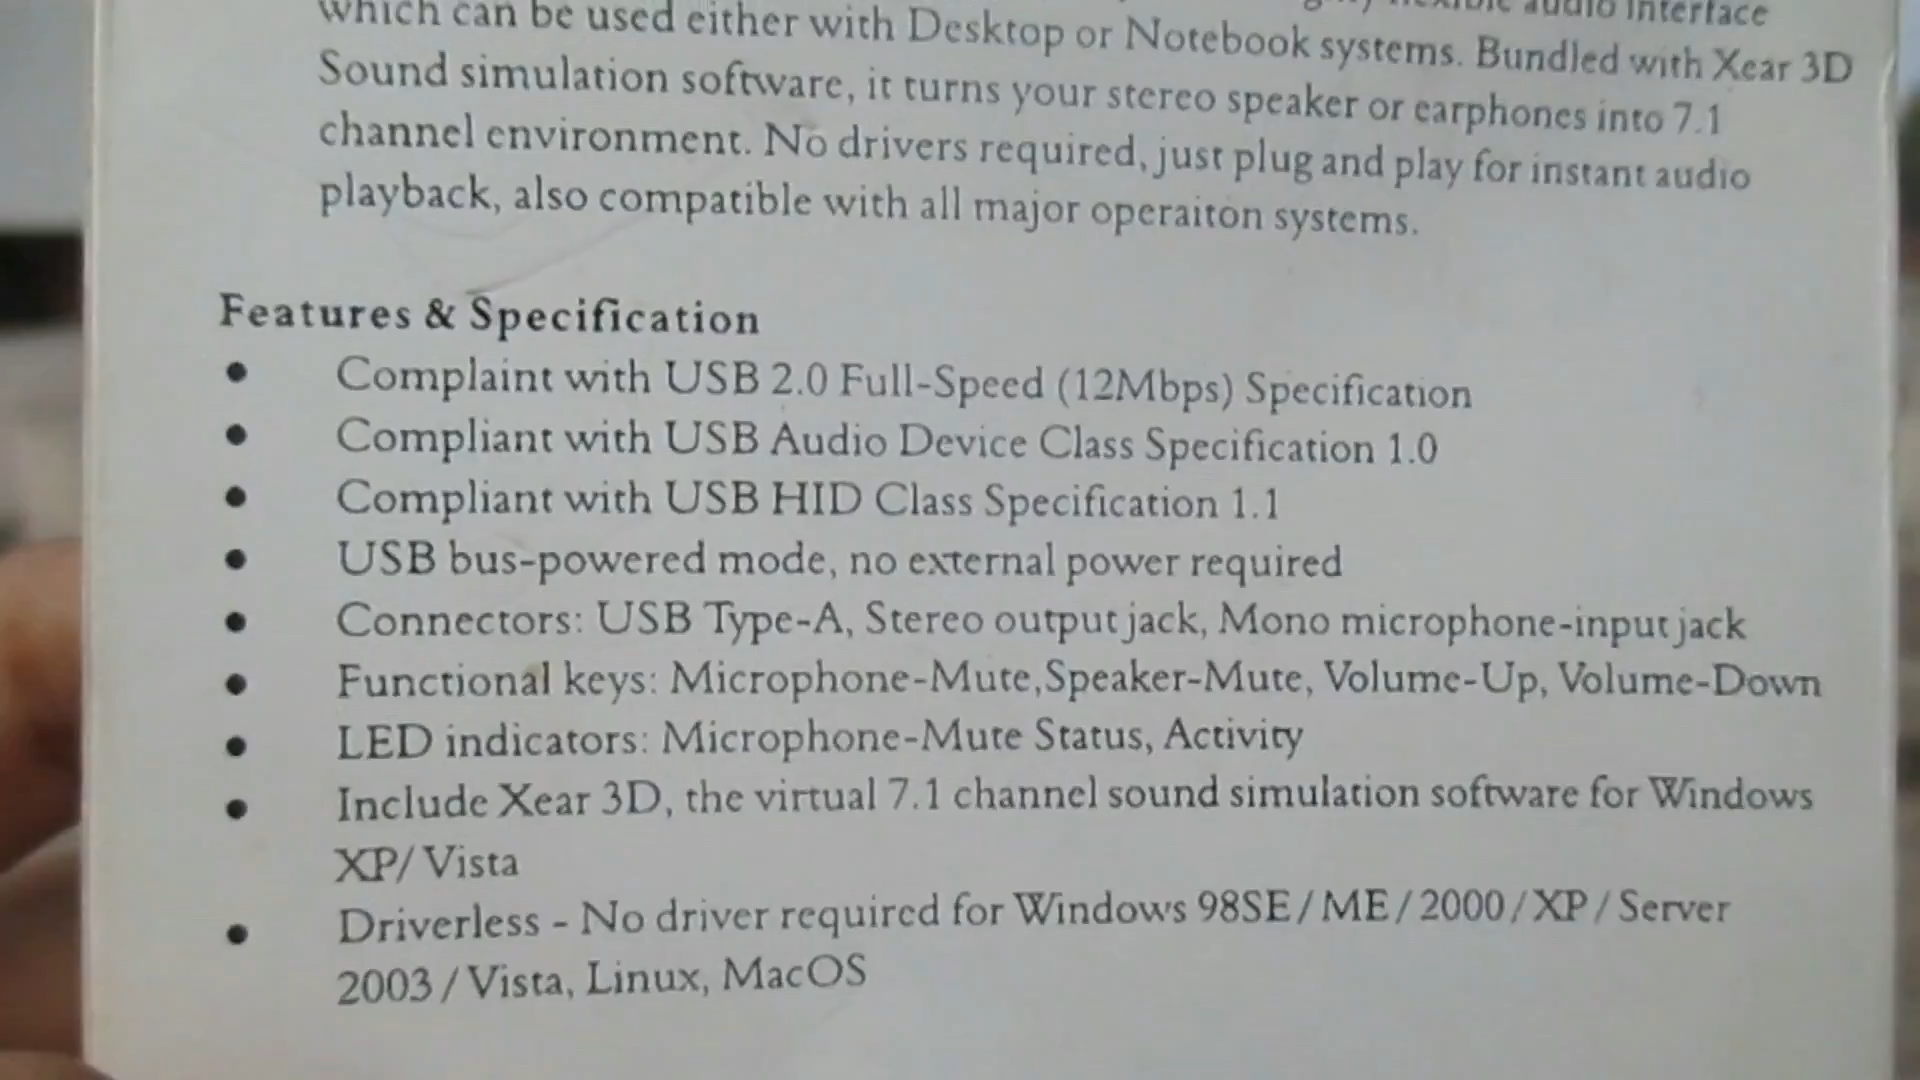 flexible audio interface
which can be used either with Desktop or Notebook systems. Bundled with Xear 3D
Sound simulation software, it turns your stereo speaker or earphones into 7.1
channel environment. No drivers required, just plug and play for instant audio
playback, also compatible with all major operaiton systems.
Features & Specification
• Complaint with USB 2.0 Full-Speed (12Mbps) Specification
• Compliant with USB Audio Device Class Specification 1.0
• Compliant with USB HID Class Specification 1.1
• USB bus-powered mode, no external power required
• Connectors: USB Type-A, Stereo output jack, Mono microphone-input jack
• Functional keys: Microphone-Mute,Speaker-Mute, Volume-Up, Volume-Down
• LED indicators: Microphone-Mute Status, Activity
• Include Xear 3D, the virtual 7.1 channel sound simulation software for Windows
XP/ Vista
• Driverless - No driver required for Windows 98SE/ME/2000/XP/Server
2003/Vista, Linux, MacOS